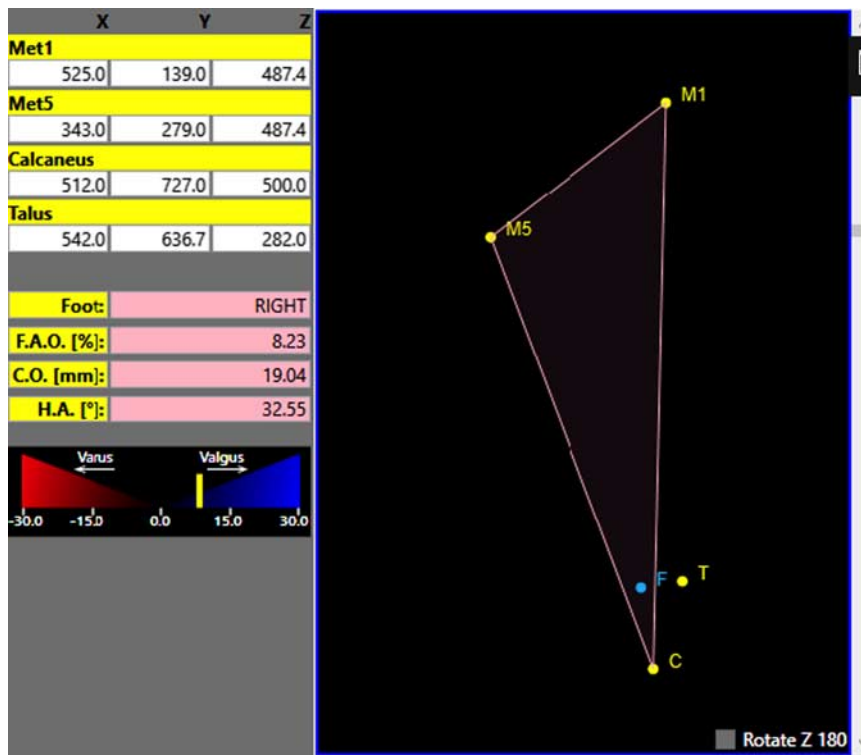 X Y Z
Met1
525.0 139.0 487.4
Met5
343.0 279.0 487.4
Calcaneus
512.0 727.0 500.0
Talus
542.0 636.7 282.0
Foot: RIGHT
F.A.O. [%]: 8.23
C.O. [mm]: 19.04
H.A. [°]: 32.55
Varus Valgus
-30.0 -15.0 0.0 15.0 30.0
M1
M5
F T
C
Rotate Z 180